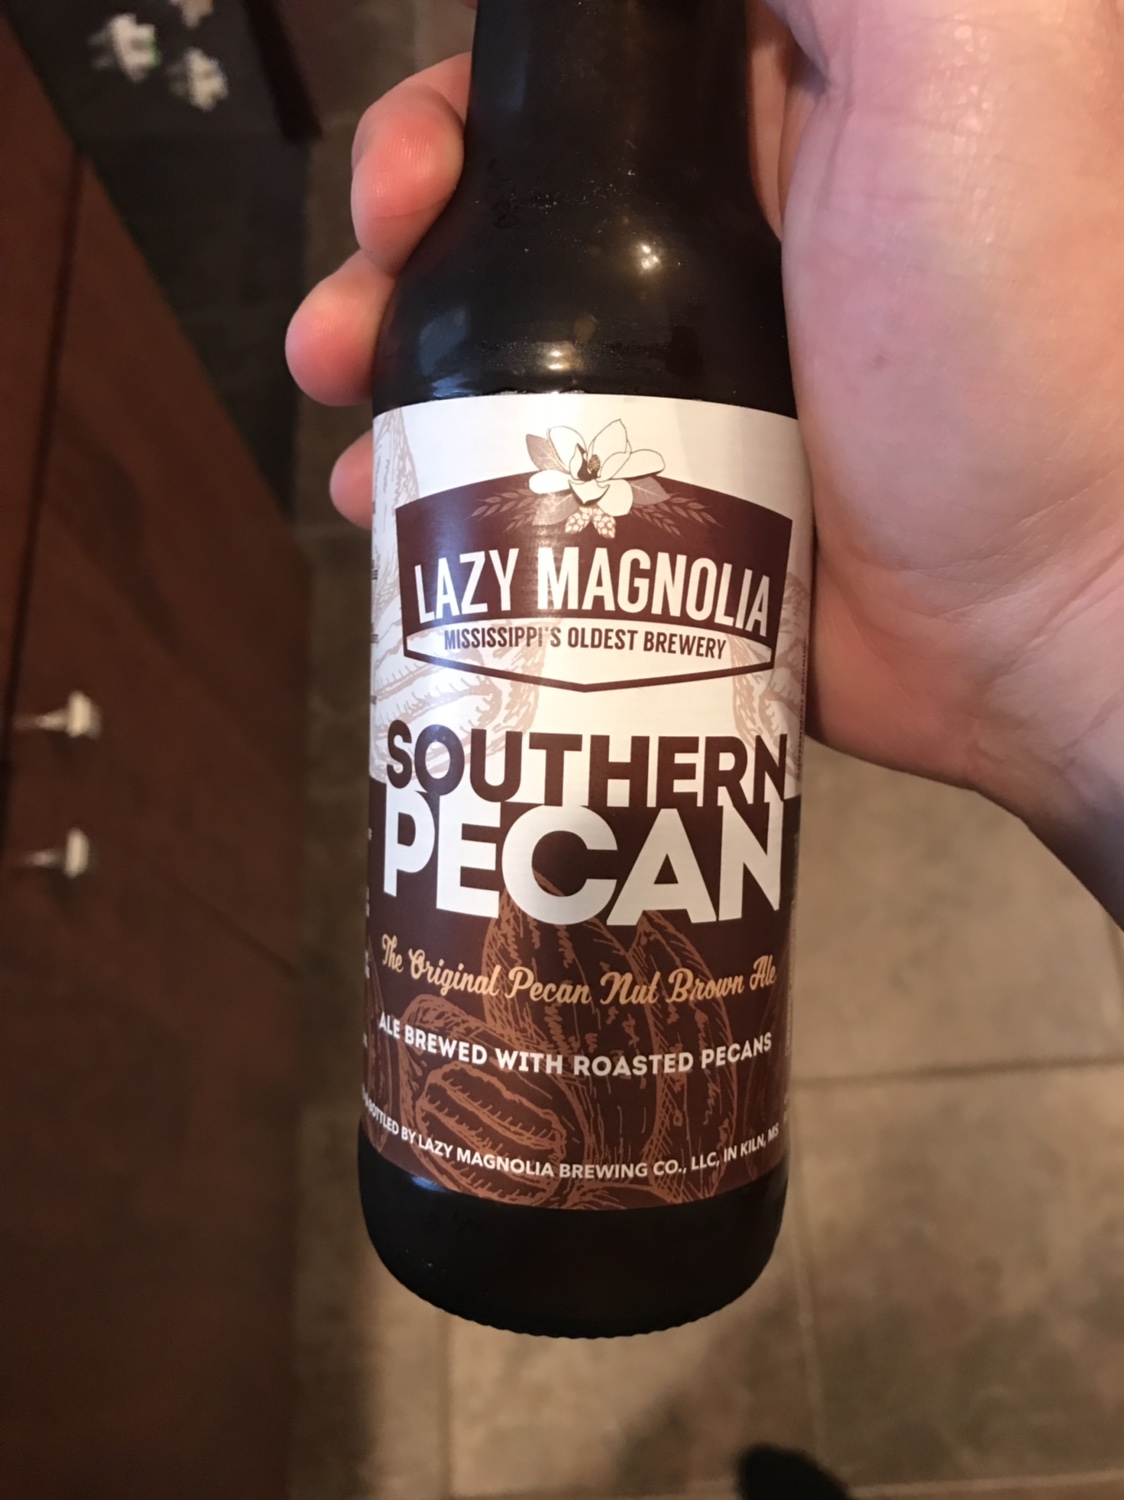 LAZY MAGNOLIA
MISSISSIPPI'S OLDEST BREWERY
SOUTHERN
PECAN
The Original Pecan Nut Brown Ale
ALE BREWED WITH ROASTED PECANS
BOTTLED BY LAZY MAGNOLIA BREWING CO., LLC, IN KILN, MS